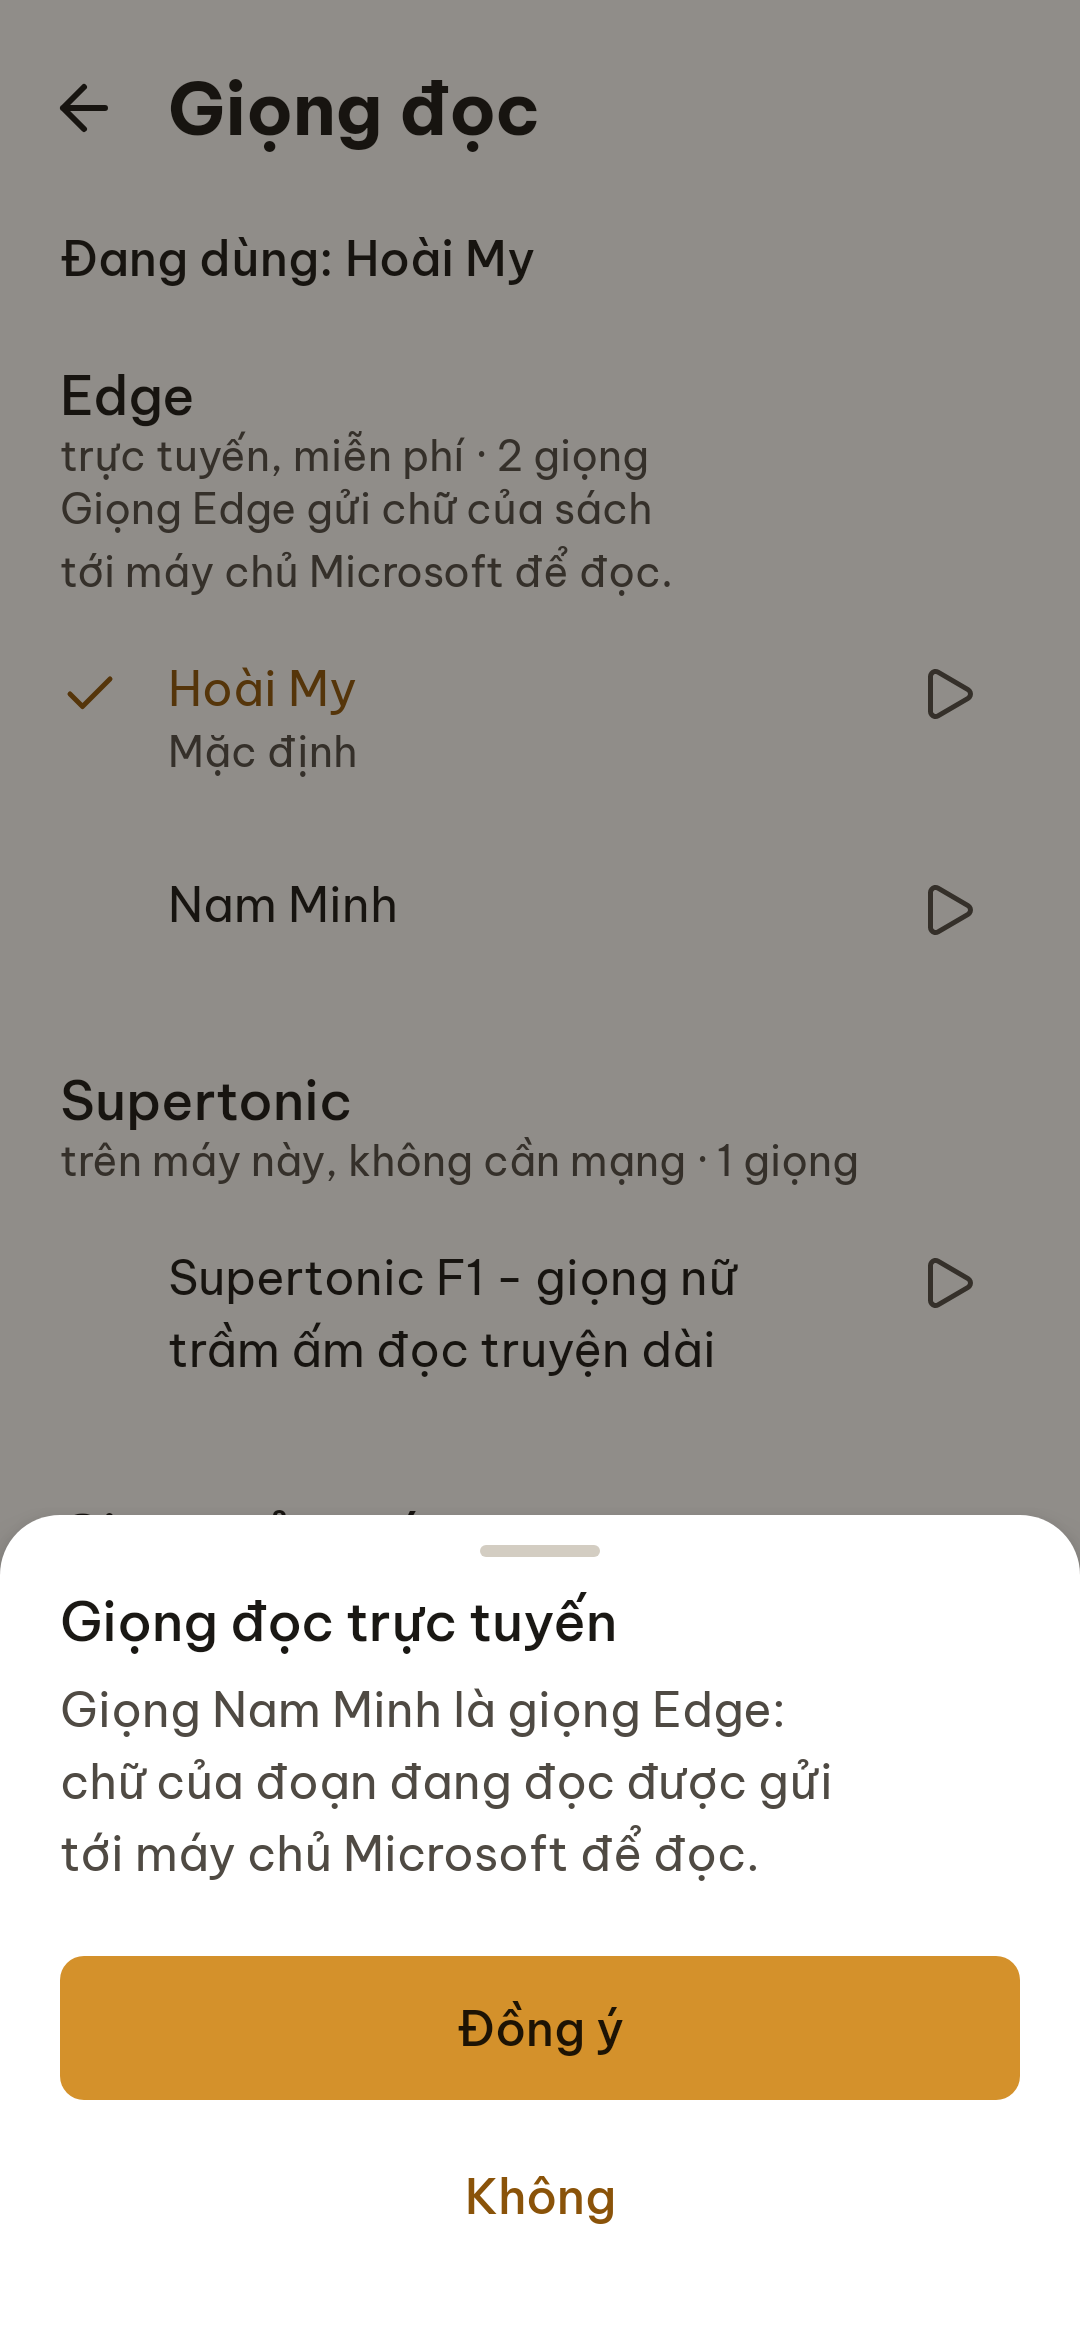 Giọng đọc
Đang dùng: Hoài My
Edge
trực tuyến, miễn phí · 2 giọng
Giọng Edge gửi chữ của sách
tới máy chủ Microsoft để đọc.
Hoài My
Mặc định
Nam Minh
Supertonic
trên máy này, không cần mạng · 1 giọng
Supertonic F1 – giọng nữ
trầm ấm đọc truyện dài
Giọng đọc trực tuyến
Giọng Nam Minh là giọng Edge:
chữ của đoạn đang đọc được gửi
tới máy chủ Microsoft để đọc.
Đồng ý
Không